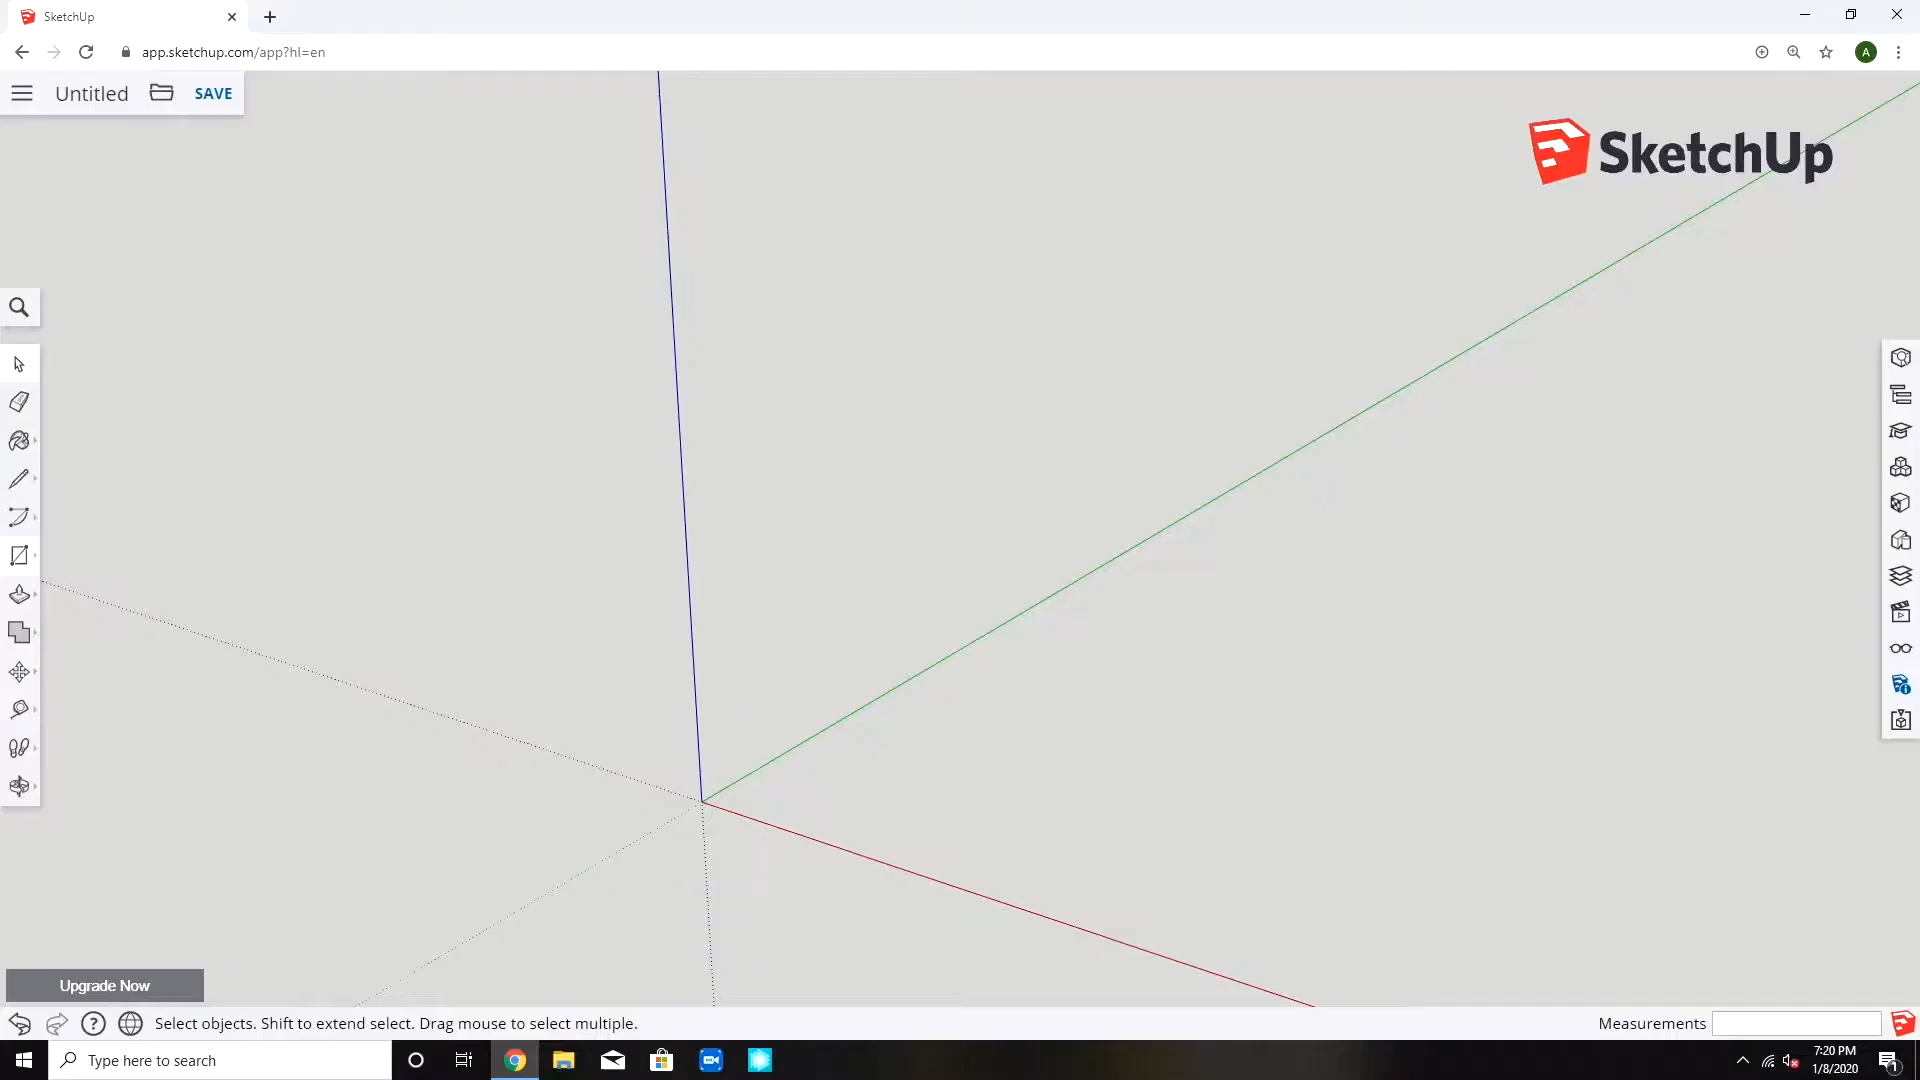 SketchUp
app.sketchup.com/app?hl=en
A
Untitled
SAVE
SketchUp
Upgrade Now
Select objects. Shift to extend select. Drag mouse to select multiple.
Measurements
Type here to search
7:20 PM
1/8/2020
1